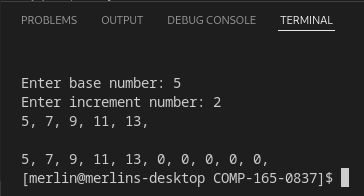 PROBLEMS OUTPUT DEBUG CONSOLE TERMINAL
Enter base number: 5
Enter increment number: 2
5, 7, 9, 11, 13,
5, 7, 9, 11, 13, 0, 0, 0, 0, 0,
[merlin@merlins-desktop COMP-165-0837]$